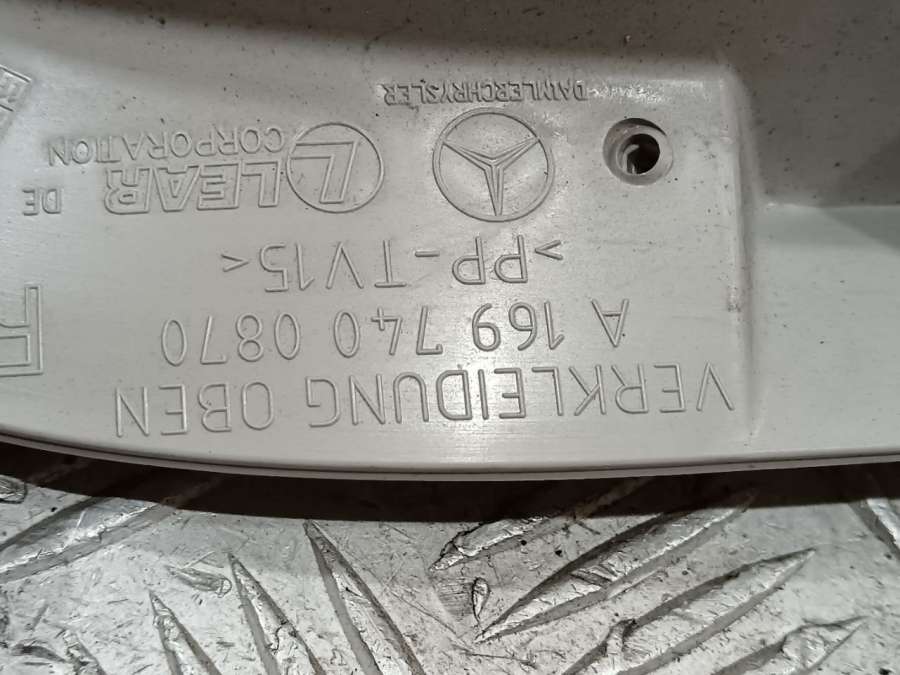 VERKLEIDUNG OBEN
A 169 740 0870
>PP-TV15<
LEAR
CORPORATION
DE
DAIMLERCHRYSLER